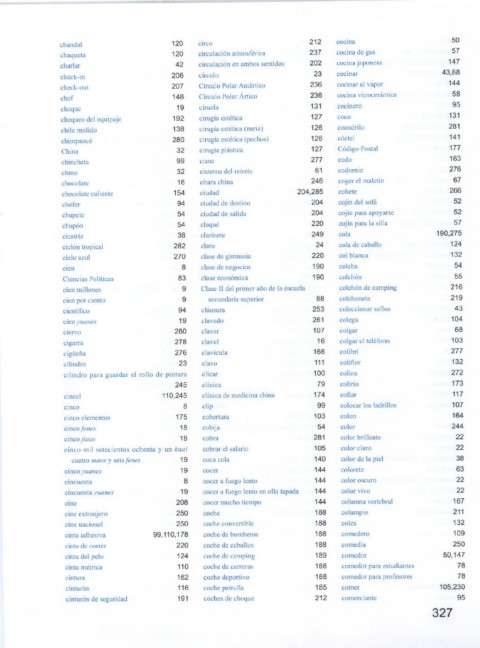 chandal 120
chaqueta 120
charlar 42
check-in 206
check-out 207
chef 148
cheque 19
chequeo del equipaje 192
chile molido 138
chimpancé 280
China 32
chincheta 99
chino 32
chocolate 16
chocolate caliente 154
chófer 94
chupete 54
chupón 54
cicatriz 38
ciclón tropical 282
cielo azul 270
cien 8
Ciencias Políticas 83
cien millones 9
cien por ciento 9
científico 94
cien yuanes 19
ciervo 280
cigarra 278
cigüeña 276
cilindro 23
cilindro para guardar el rollo de pintura
245
cincel 110,245
cinco 8
cinco elementos 175
cinco fenes 18
cinco jiaos 18
cinco mil setecientos ochenta y un kuai
cuatro maos y seis fenes 19
cinco yuanes 19
cincuenta 8
cincuenta yuanes 19
cine 208
cine extranjero 250
cine nacional 250
cinta adhesiva 99,110,178
cinta de correr 220
cinta del pelo 124
cinta métrica 110
cintura 162
cinturón 116
cinturón de seguridad 191
circo 212
circulación atmosférica 237
circulación en ambos sentidos 202
círculo 23
Círculo Polar Antártico 236
Círculo Polar Ártico 236
ciruela 131
cirugía estética 127
cirugía estética (nariz) 126
cirugía estética (pechos) 126
cirugía plástica 127
cisne 277
cisterna del retrete 61
cítara china 248
ciudad 204,285
ciudad de destino 204
ciudad de salida 204
claqué 220
clarinete 249
claro 24
clase de gimnasia 220
clase de negocios 190
clase económica 190
Clase II del primer año de la escuela
secundaria superior 88
cláusura 253
clavado 261
clavar 107
clavel 16
clavícula 166
clavo 111
clicar 100
clínica 79
clínica de medicina china 174
clip 99
cobertura 103
cobija 54
cobra 281
cobrar el salario 105
coca cola 140
cocer 144
cocer a fuego lento 144
cocer a fuego lento en olla tapada 144
cocer mucho tiempo 144
coche 188
coche convertible 188
coche de bomberos 188
coche de caballos 188
coche de camping 189
coche de carreras 188
coche deportivo 188
coche patrulla 185
coches de choque 212
cocina 50
cocina de gas 57
cocina japonesa 147
cocinar 43,68
cocinar al vapor 144
cocina vitrocerámica 58
cocinero 95
coco 131
cocodrilo 281
cóctel 141
Código Postal 177
codo 163
codorniz 276
coger el maletín 67
cohete 266
cojín del sofá 52
cojín para apoyarse 52
cojín para la silla 57
cola 190,275
cola de caballo 124
col blanca 132
colcha 54
colchón 55
colchón de camping 216
colchoneta 219
coleccionar sellos 43
colega 104
colgar 68
colgar el teléfono 103
colibrí 277
coliflor 132
colina 272
colirio 173
collar 117
colocar los ladrillos 107
colon 164
color 244
color brillante 22
color claro 22
color de la piel 38
colorete 63
color oscuro 22
color vivo 22
columna vertebral 167
columpio 211
colza 132
comedero 109
comedia 250
comedor 50,147
comedor para estudiantes 78
comedor para profesores 78
comer 105,230
comerciante 95
327